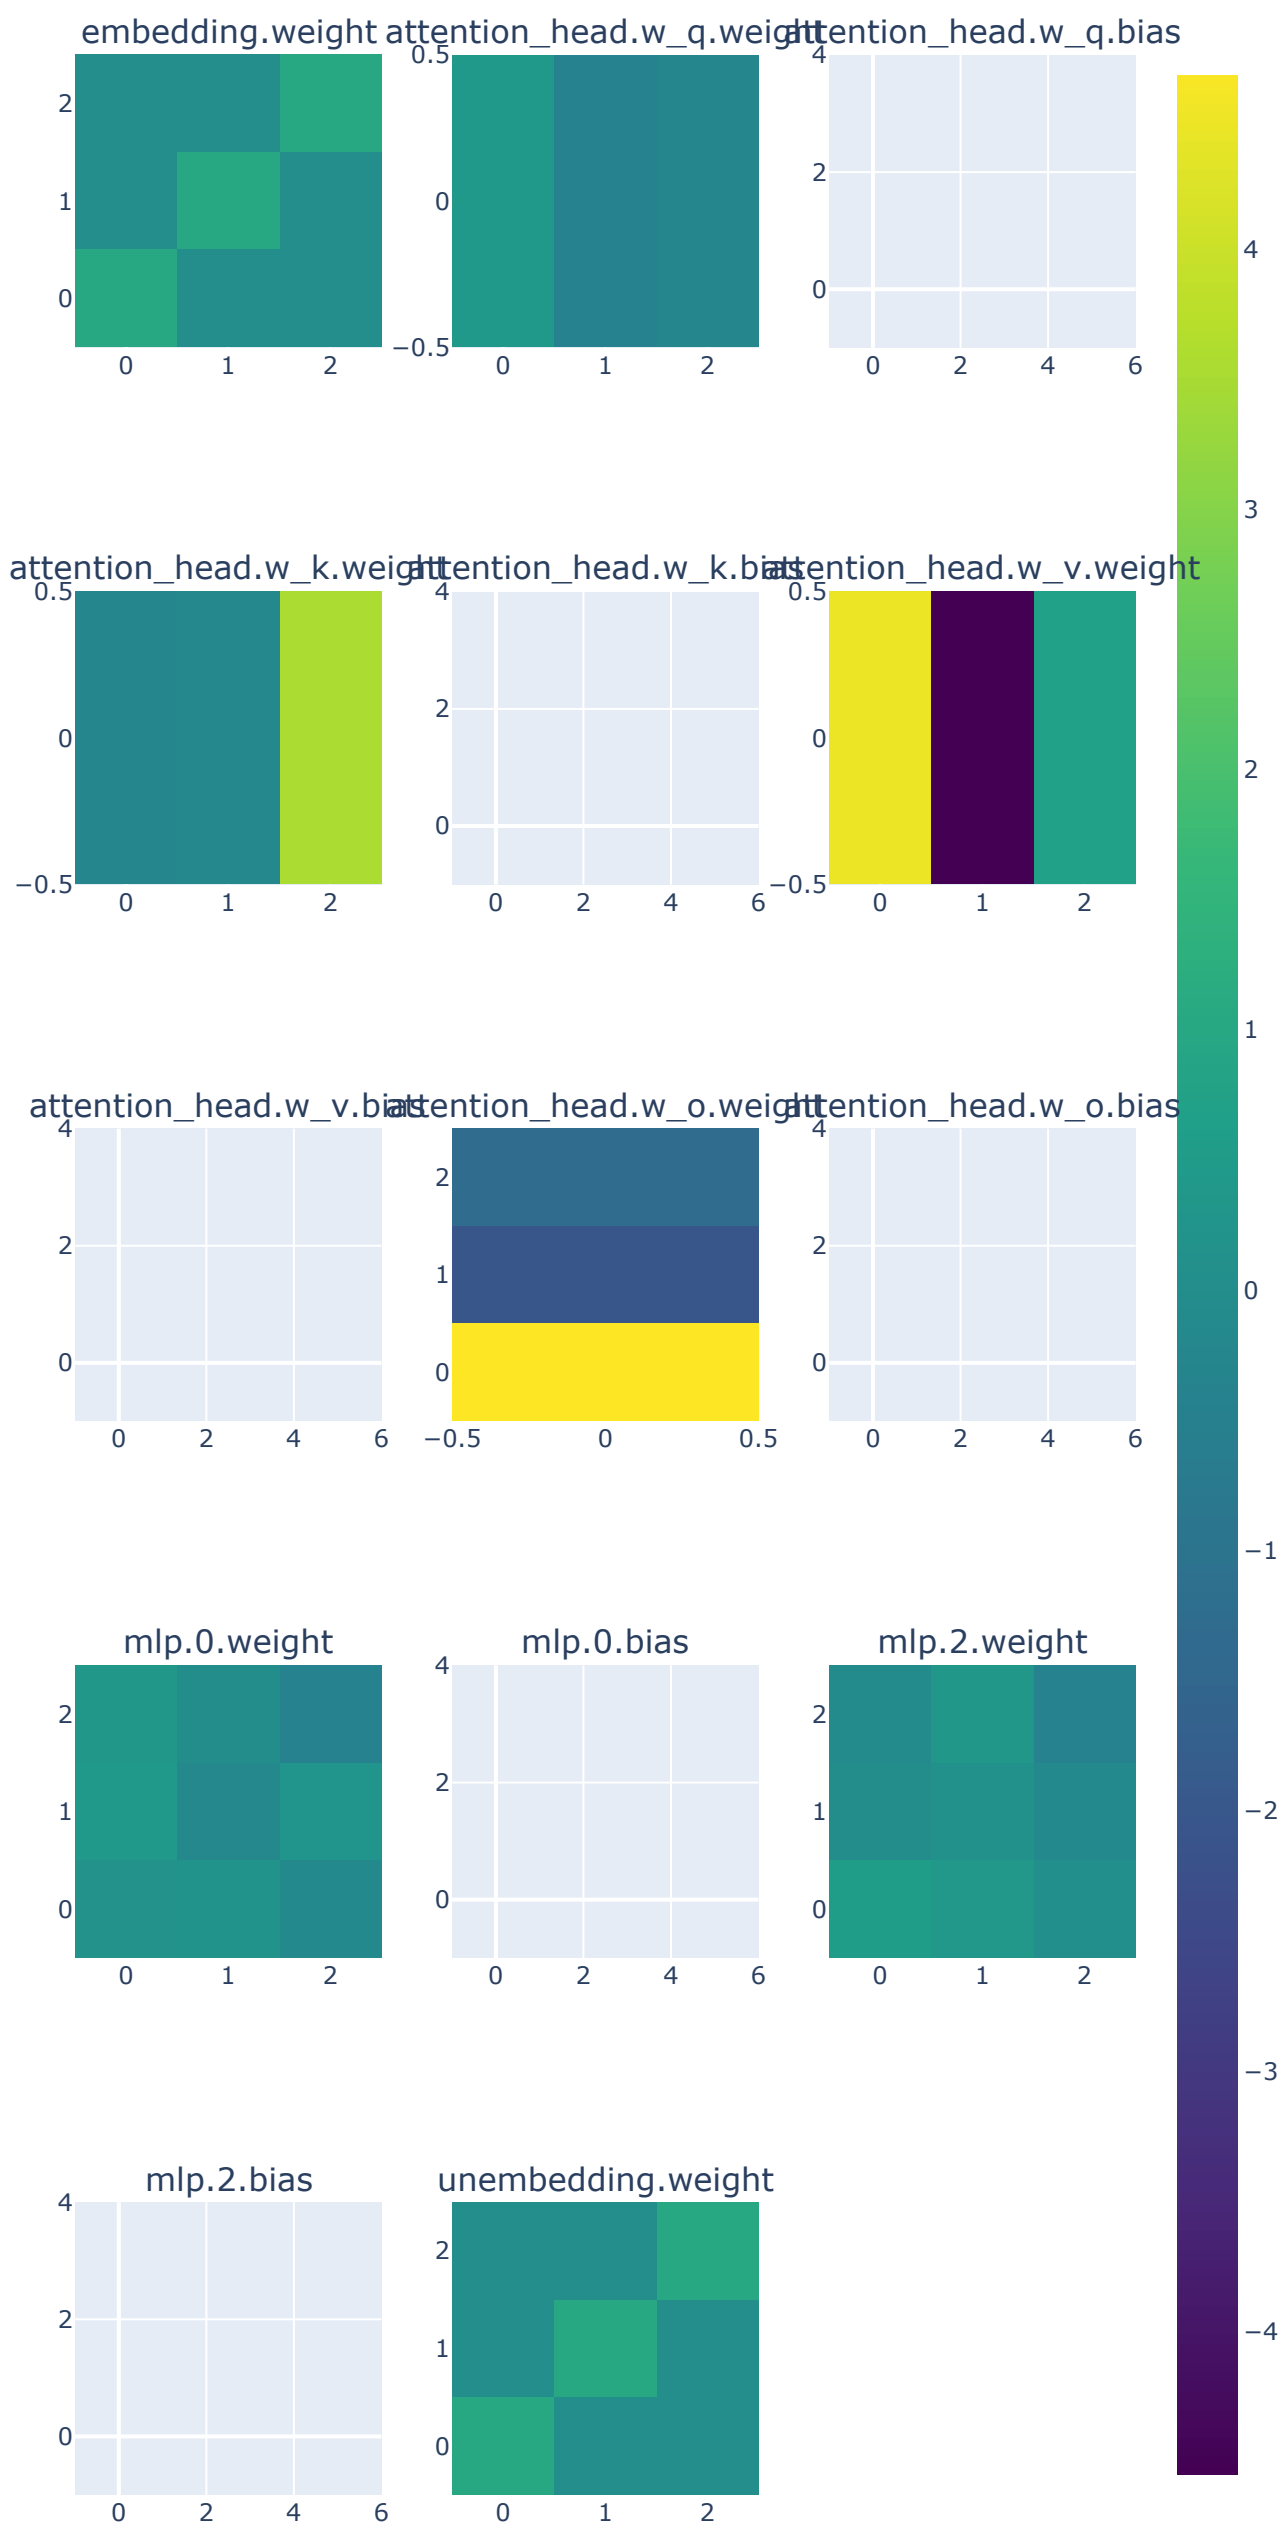 embedding.weight attention_head.w_q.weight attention_head.w_q.bias
2 0.5 4
1 0 2
0 −0.5 0
0 1 2 0 1 2 0 2 4 6
attention_head.w_k.weight attention_head.w_k.bias attention_head.w_v.weight
0.5 4 0.5
0 2 0
−0.5 0 −0.5
0 1 2 0 2 4 6 0 1 2
attention_head.w_v.bias attention_head.w_o.weight attention_head.w_o.bias
4 2 4
2 1 2
0 0 0
0 2 4 6 −0.5 0 0.5 0 2 4 6
mlp.0.weight mlp.0.bias mlp.2.weight
2 4 2
1 2 1
0 0 0
0 1 2 0 2 4 6 0 1 2
mlp.2.bias unembedding.weight
4 2
2 1
0 0
0 2 4 6 0 1 2
4
3
2
1
0
−1
−2
−3
−4